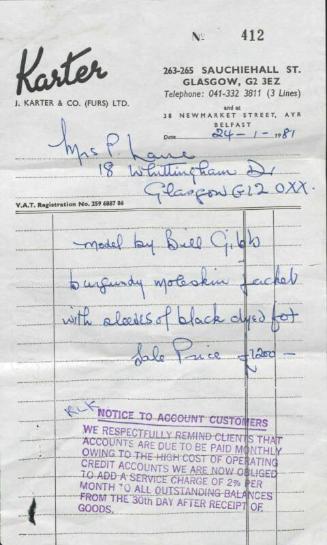 No. 412
Karter
J. KARTER & CO. (FURS) LTD.
263-265 SAUCHIEHALL ST.
GLASGOW, G2 3EZ
Telephone: 041-332 3811 (3 Lines)
and at
38 NEWMARKET STREET, AYR
BELFAST
Date 24-1-1981
Mrs P. Lane
18 Whittingham Dr
Glasgow G12 0XX.
V.A.T. Registration No. 259 6887 86
model by Bill Gibb
burgundy moleskin jacket
with sleeves of black dyed fox
Sale Price £1200 —
NOTICE TO ACCOUNT CUSTOMERS
WE RESPECTFULLY REMIND CLIENTS THAT
ACCOUNTS ARE DUE TO BE PAID MONTHLY
OWING TO THE HIGH COST OF OPERATING
CREDIT ACCOUNTS WE ARE NOW OBLIGED
TO ADD A SERVICE CHARGE OF 2% PER
MONTH TO ALL OUTSTANDING BALANCES
FROM THE 30th DAY AFTER RECEIPT OF
GOODS.